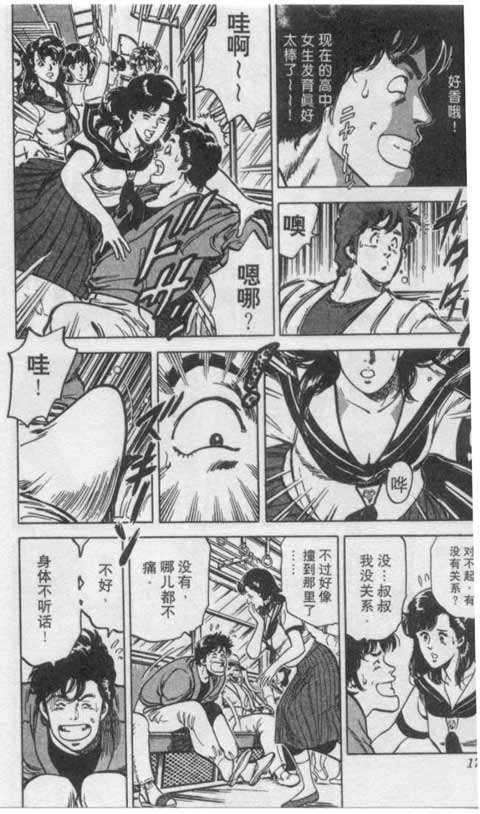 好香哦！
现在的高中
女生发育真好
太棒了～～！
哇啊～～
噢
嗯哪？
哗
哇！
对不起．有
没有关系？
没…叔叔
我没关系．
不过好像
撞到那里了
……
没有，
哪儿都不
痛．
不好，
身体不听话！
17